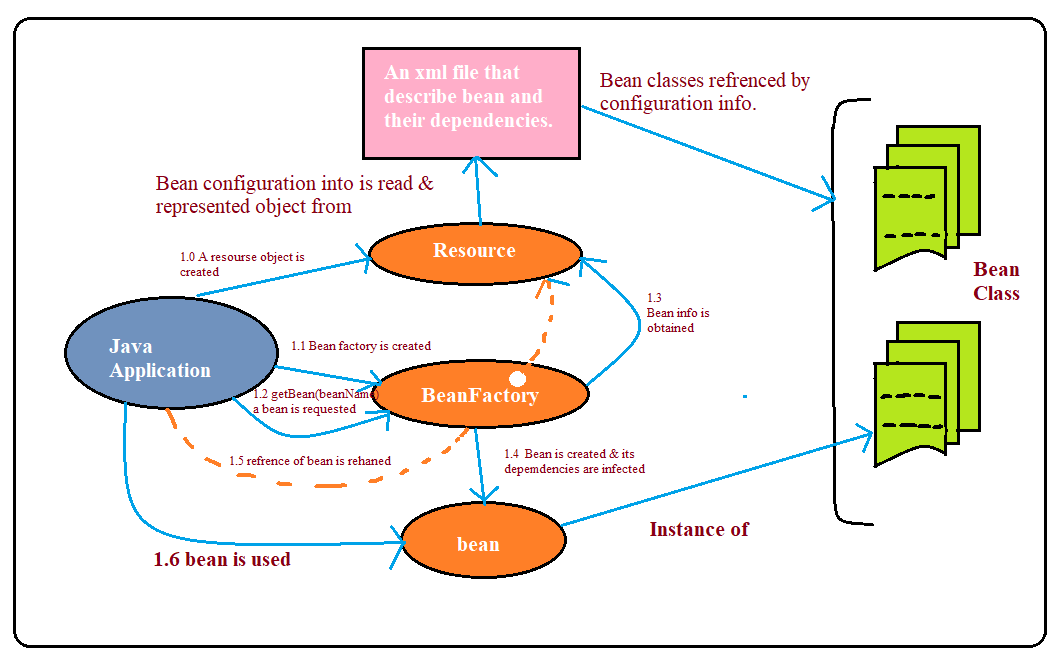 An xml file that
describe bean and
their dependencies.
Bean classes refrenced by
configuration info.
Bean configuration into is read &
represented object from
Resource
1.0 A resourse object is
created
Bean
Class
1.3
Bean info is
obtained
Java
Application
1.1 Bean factory is created
1.2 getBean(beanName)
a bean is requested
BeanFactory
1.5 refrence of bean is rehaned
1.4 Bean is created & its
depemdencies are infected
Instance of
bean
1.6 bean is used